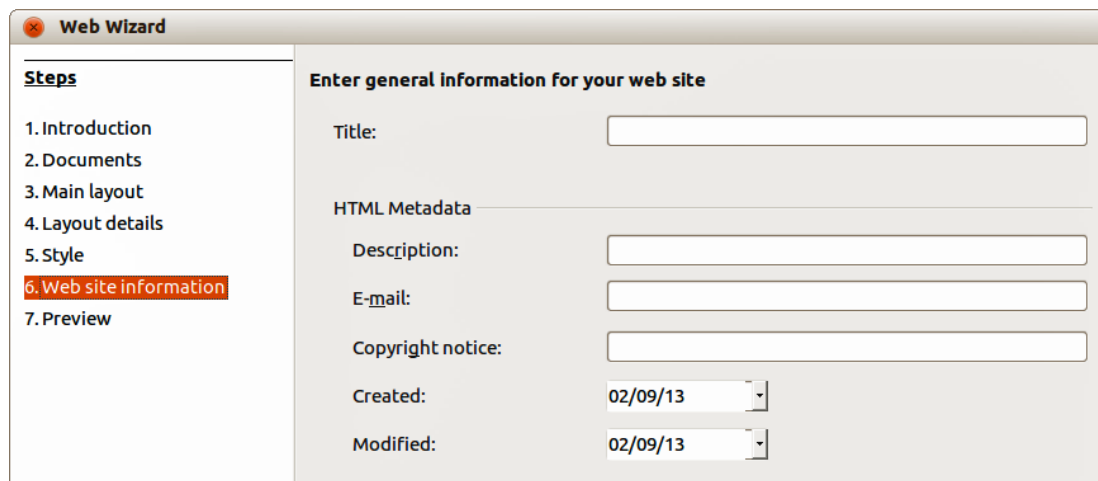 Web Wizard
Steps
1. Introduction
2. Documents
3. Main layout
4. Layout details
5. Style
6. Web site information
7. Preview
Enter general information for your web site
Title:
HTML Metadata
Description:
E-mail:
Copyright notice:
Created: 02/09/13
Modified: 02/09/13